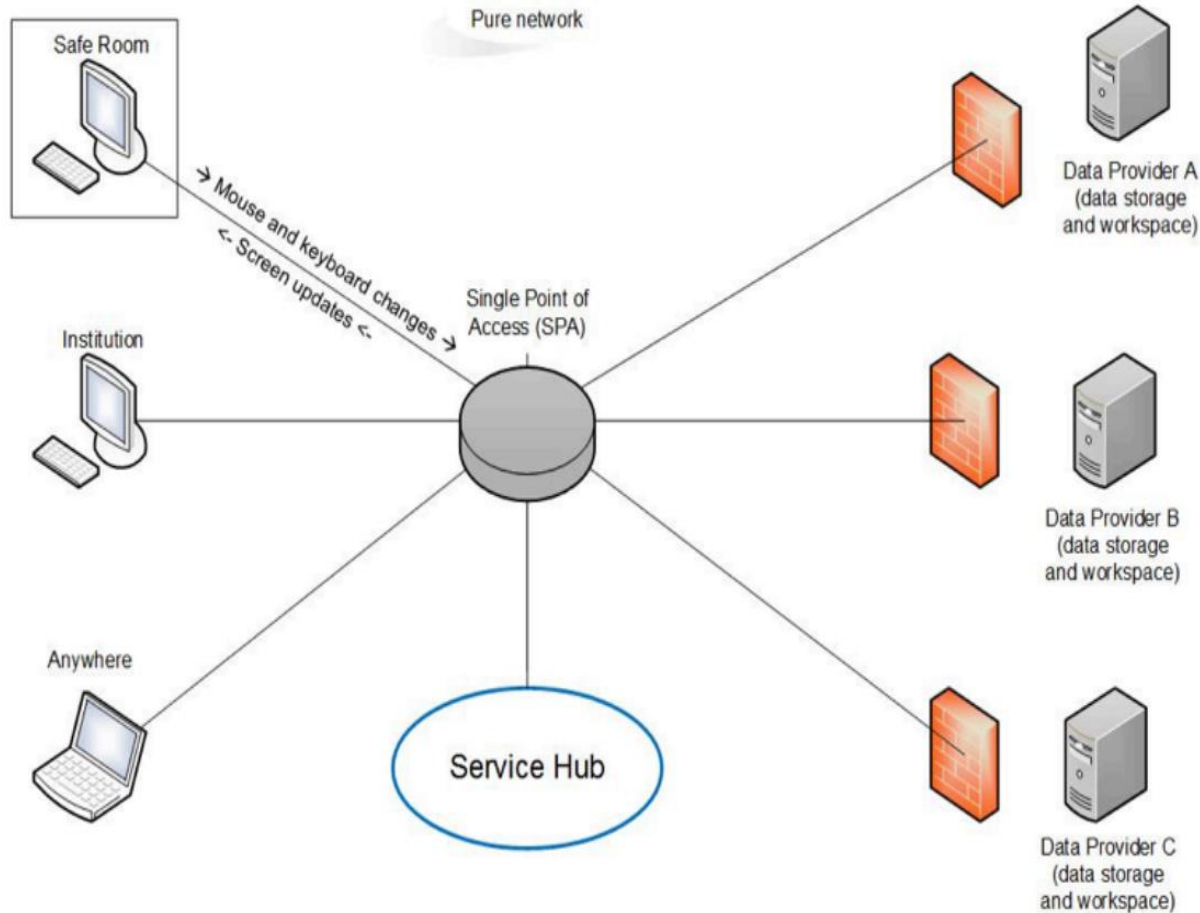 Pure network
Safe Room
-> Mouse and keyboard changes ->
<- Screen updates <-
Single Point of
Access (SPA)
Institution
Anywhere
Service Hub
Data Provider A
(data storage
and workspace)
Data Provider B
(data storage
and workspace)
Data Provider C
(data storage
and workspace)